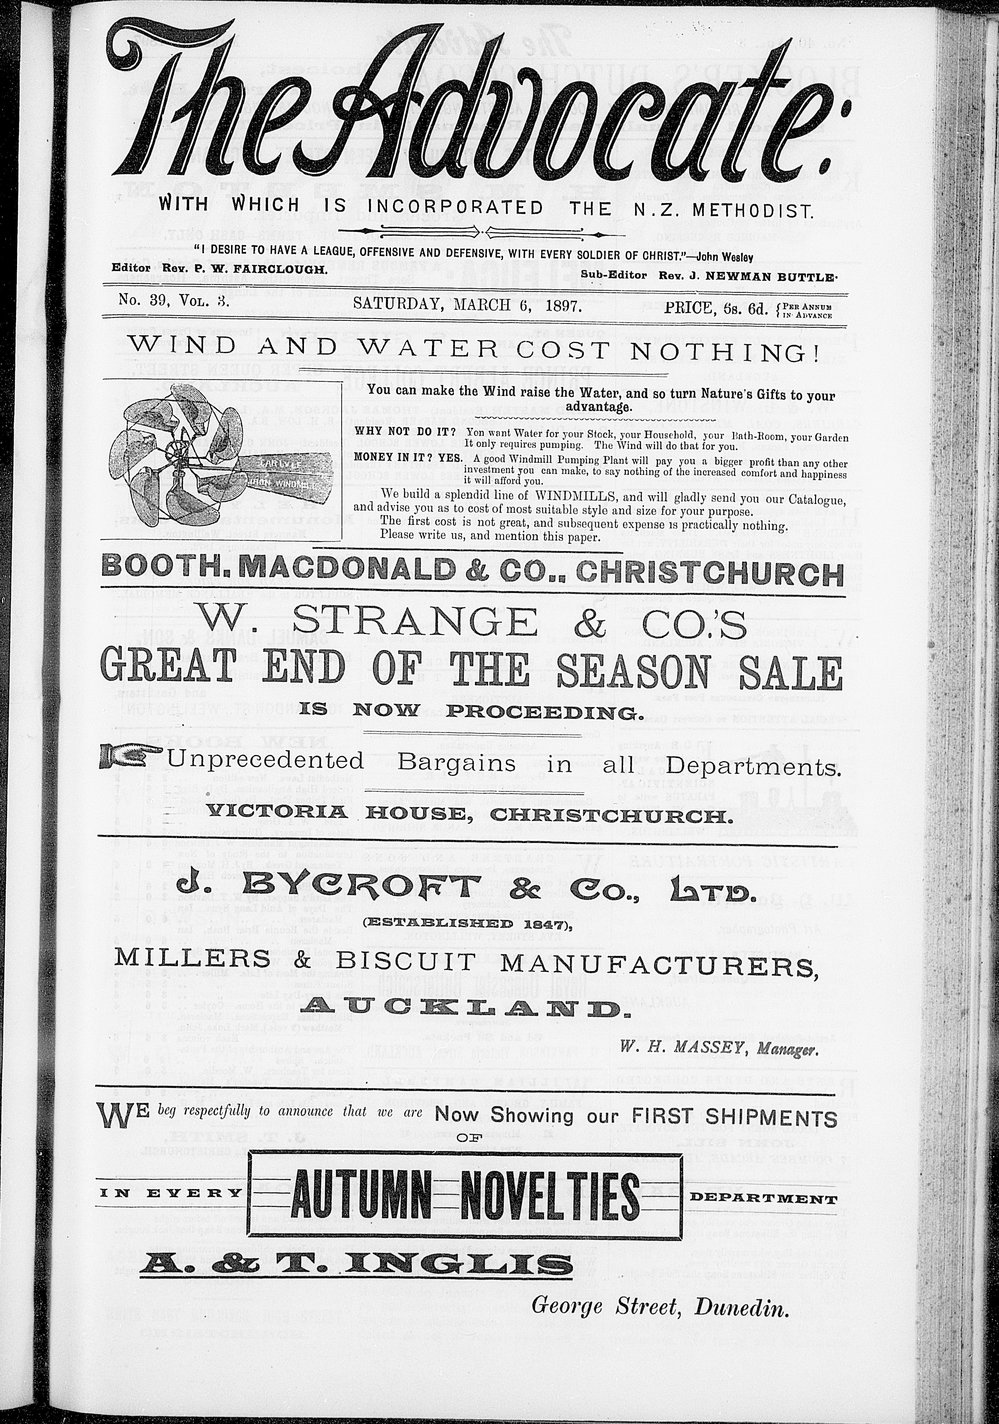 The Advocate:
WITH WHICH IS INCORPORATED THE N.Z. METHODIST.
"I DESIRE TO HAVE A LEAGUE, OFFENSIVE AND DEFENSIVE, WITH EVERY SOLDIER OF CHRIST."—John Wesley
Editor Rev. P. W. FAIRCLOUGH. Sub-Editor Rev. J. NEWMAN BUTTLE.
No. 39, Vol. 3. SATURDAY, MARCH 6, 1897. PRICE, 6s. 6d. { Per Annum in Advance
WIND AND WATER COST NOTHING!
You can make the Wind raise the Water, and so turn Nature's Gifts to your
advantage.
WHY NOT DO IT? You want Water for your Stock, your Household, your Bath-Room, your Garden
It only requires pumping. The Wind will do that for you.
MONEY IN IT? YES. A good Windmill Pumping Plant will pay you a bigger profit than any other
investment you can make, to say nothing of the increased comfort and happiness
it will afford you.
We build a splendid line of WINDMILLS, and will gladly send you our Catalogue,
and advise you as to cost of most suitable style and size for your purpose.
The first cost is not great, and subsequent expense is practically nothing.
Please write us, and mention this paper.
BOOTH, MACDONALD & CO., CHRISTCHURCH
W. STRANGE & CO.'S
GREAT END OF THE SEASON SALE
IS NOW PROCEEDING.
Unprecedented Bargains in all Departments.
VICTORIA HOUSE, CHRISTCHURCH.
J. BYCROFT & Co., LTD.
(ESTABLISHED 1847),
MILLERS & BISCUIT MANUFACTURERS,
AUCKLAND.
W. H. MASSEY, Manager.
WE beg respectfully to announce that we are Now Showing our FIRST SHIPMENTS
OF
IN EVERY AUTUMN NOVELTIES DEPARTMENT
A. & T. INGLIS
George Street, Dunedin.